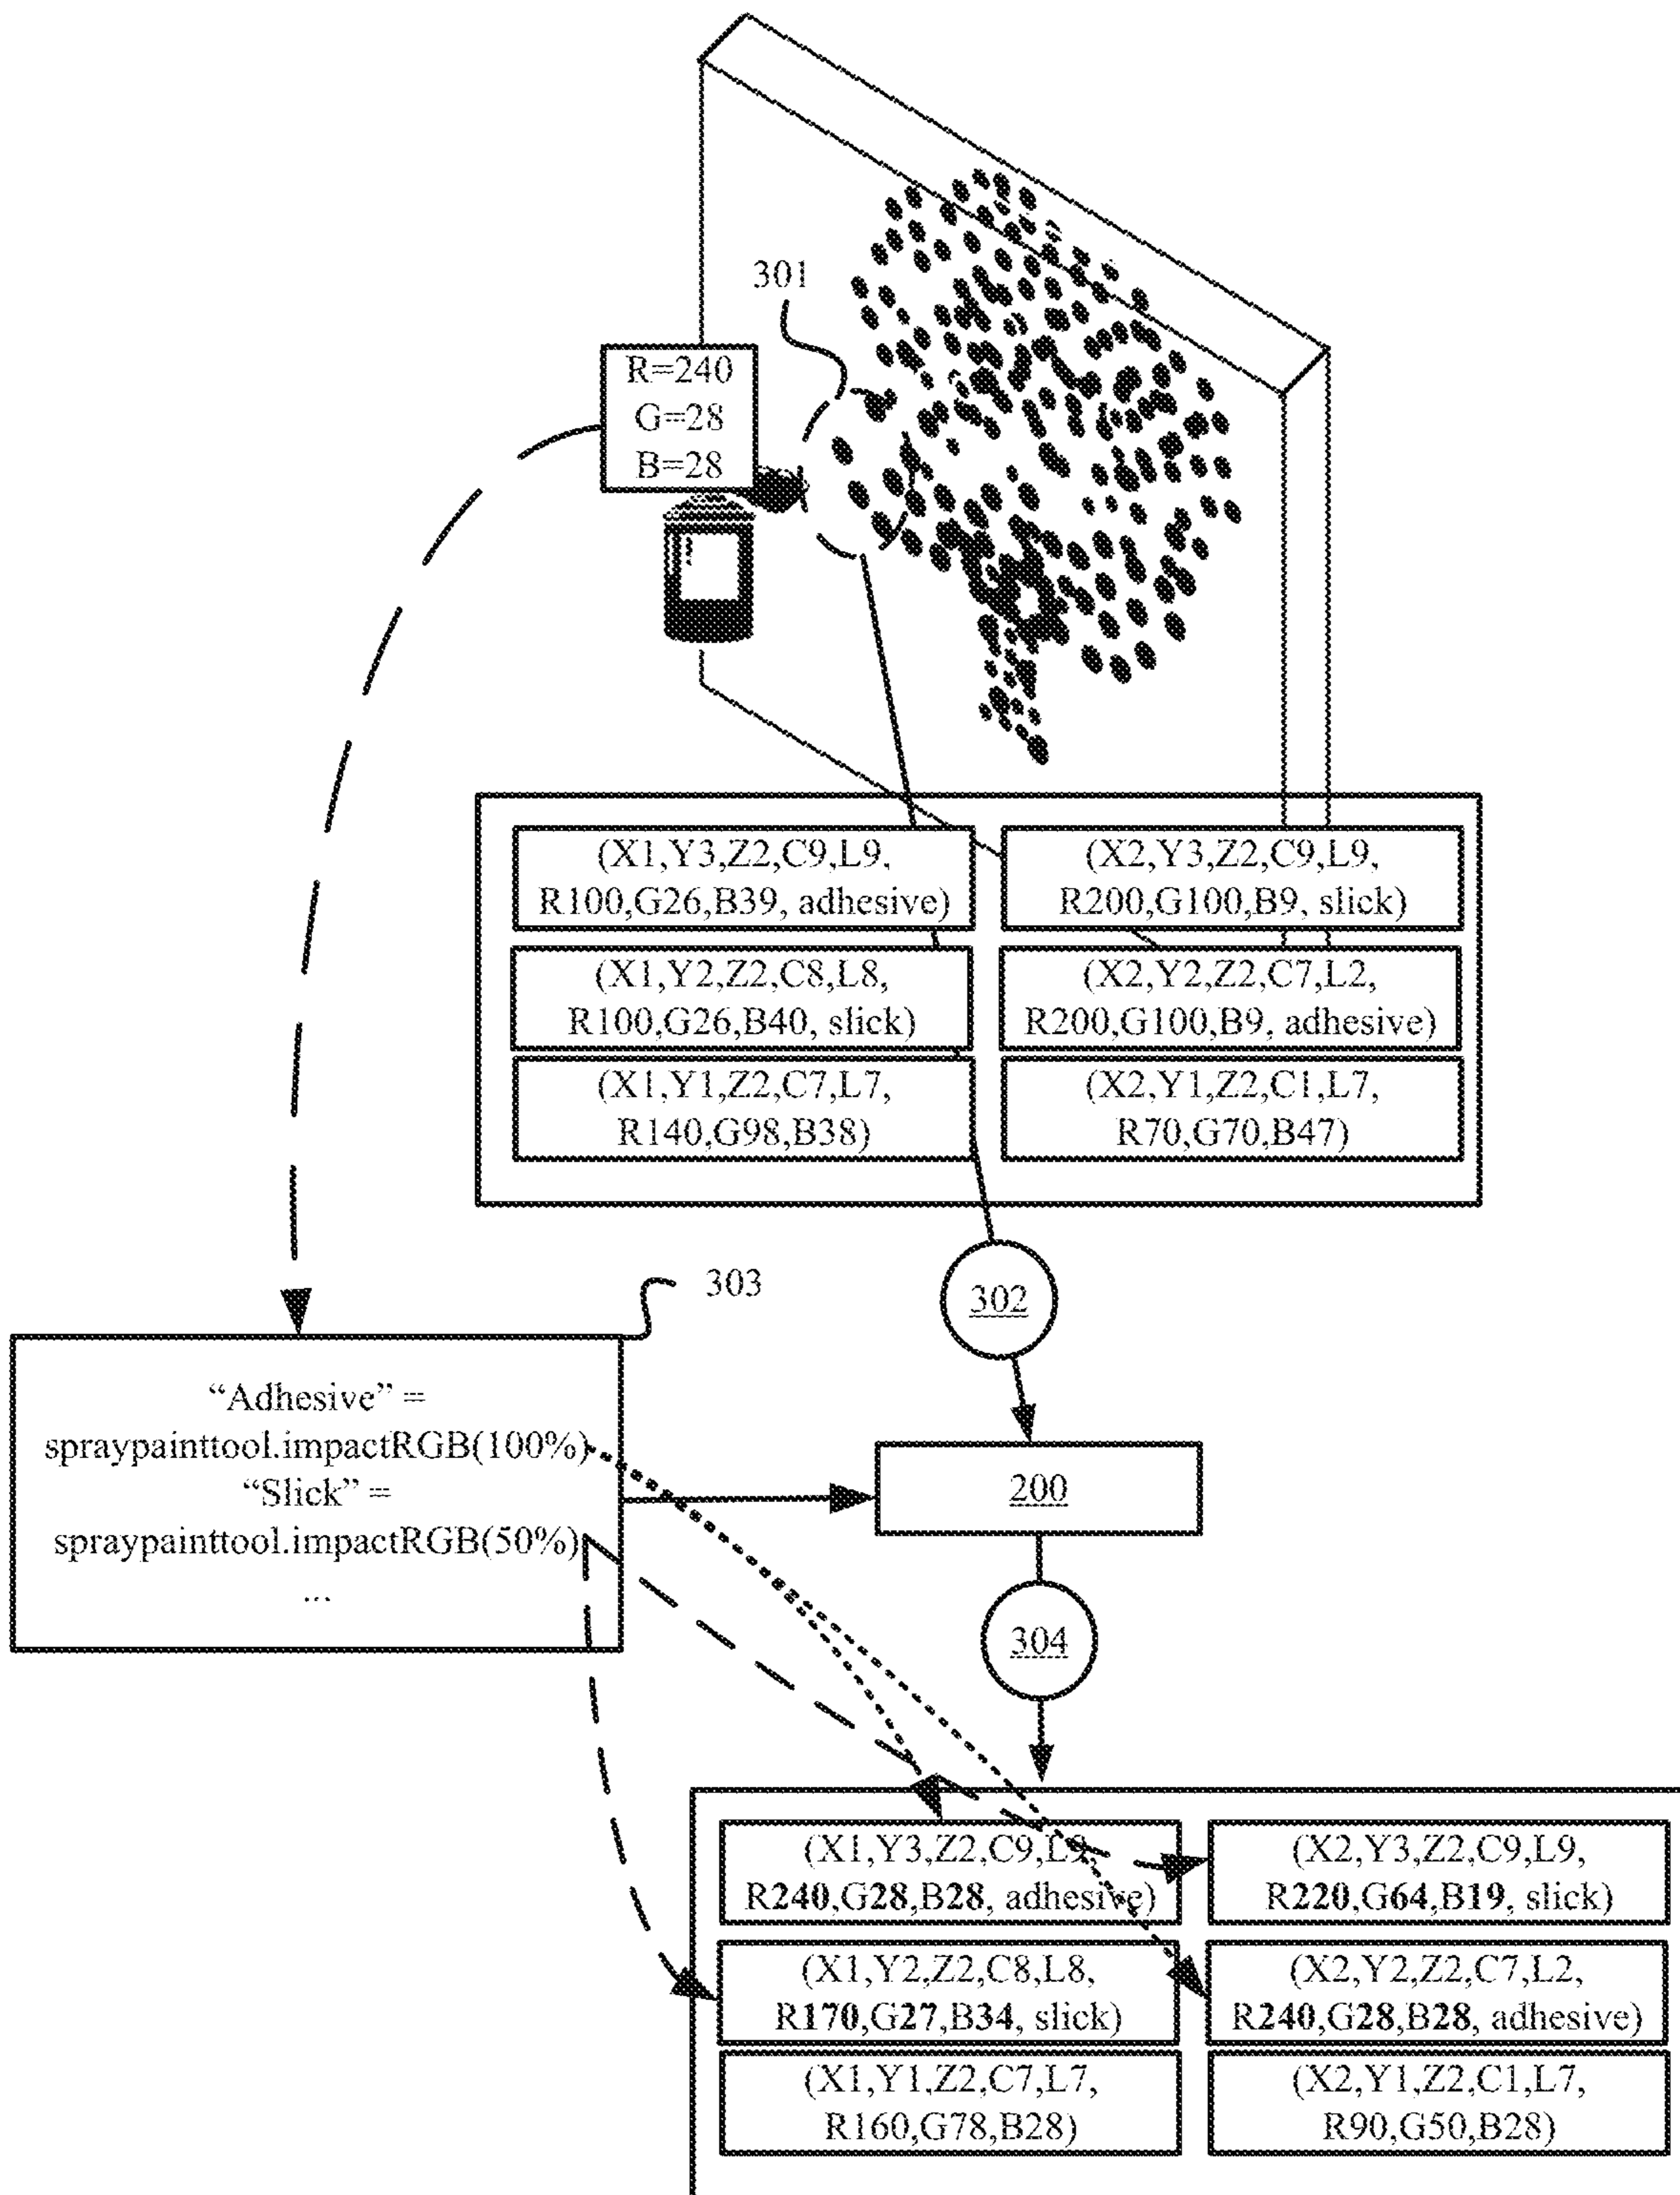 301
R=240
G=28
B=28
(X1,Y3,Z2,C9,L9,
R100,G26,B39, adhesive)
(X2,Y3,Z2,C9,L9,
R200,G100,B9, slick)
(X1,Y2,Z2,C8,L8,
R100,G26,B40, slick)
(X2,Y2,Z2,C7,L2,
R200,G100,B9, adhesive)
(X1,Y1,Z2,C7,L7,
R140,G98,B38)
(X2,Y1,Z2,C1,L7,
R70,G70,B47)
302
303
“Adhesive” =
spraypainttool.impactRGB(100%)
“Slick” =
spraypainttool.impactRGB(50%)
...
200
304
(X1,Y3,Z2,C9,L9,
R240,G28,B28, adhesive)
(X2,Y3,Z2,C9,L9,
R220,G64,B19, slick)
(X1,Y2,Z2,C8,L8,
R170,G27,B34, slick)
(X2,Y2,Z2,C7,L2,
R240,G28,B28, adhesive)
(X1,Y1,Z2,C7,L7,
R160,G78,B28)
(X2,Y1,Z2,C1,L7,
R90,G50,B28)